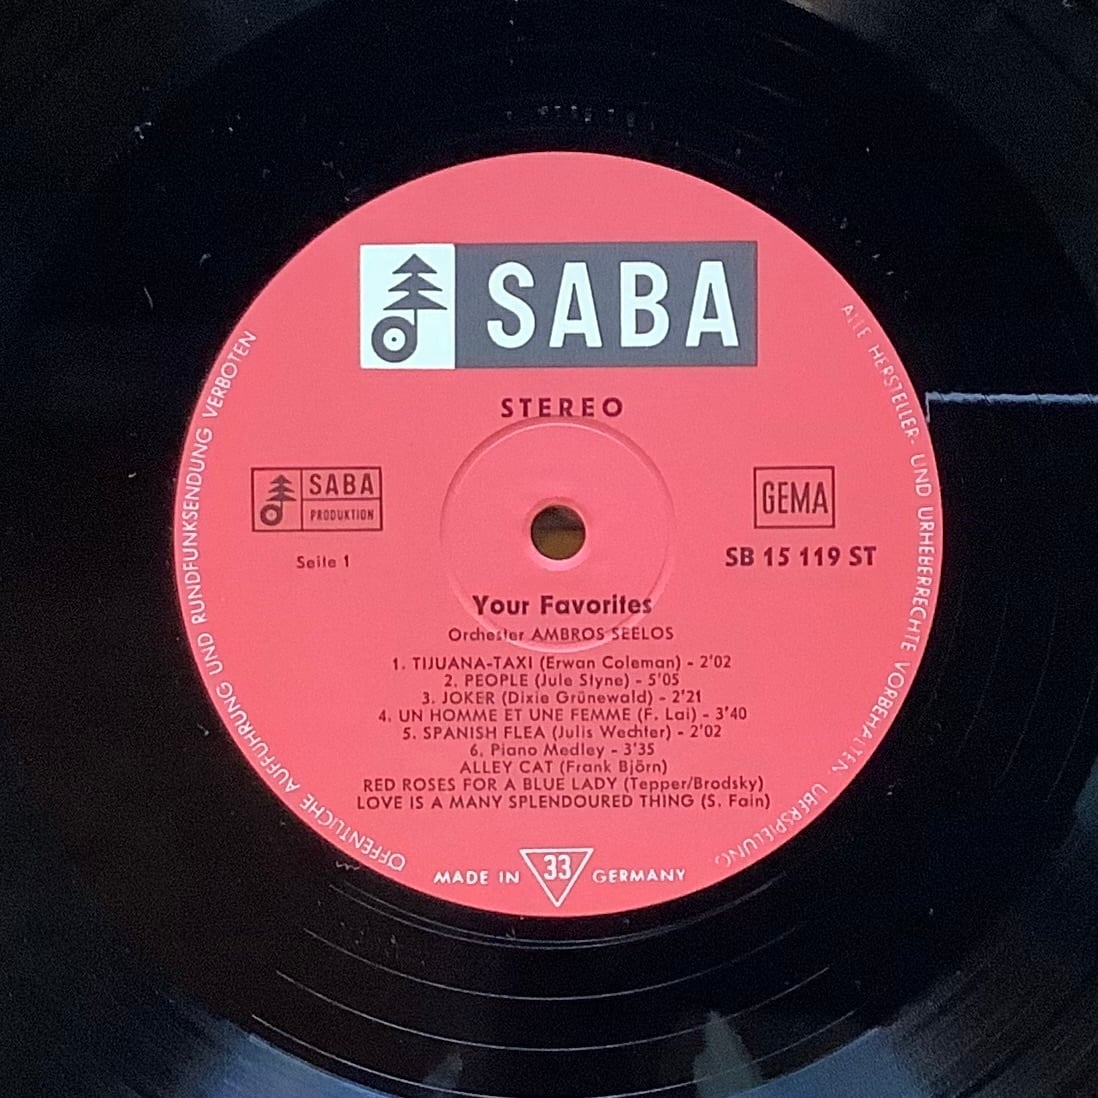 SABA
STEREO
SABA
PRODUKTION
Seite 1
GEMA
SB 15 119 ST
Your Favorites
Orchester AMBROS SEELOS
1. TIJUANA-TAXI (Erwan Coleman) - 2'02
2. PEOPLE (Jule Styne) - 5'05
3. JOKER (Dixie Grünewald) - 2'21
4. UN HOMME ET UNE FEMME (F. Lai) - 3'40
5. SPANISH FLEA (Julis Wechter) - 2'02
6. Piano Medley - 3'35
ALLEY CAT (Frank Björn)
RED ROSES FOR A BLUE LADY (Tepper/Brodsky)
LOVE IS A MANY SPLENDOURED THING (S. Fain)
MADE IN 33 GERMANY
ALLE HERSTELLER- UND URHEBERRECHTE VORBEHALTEN. ÜBERSPIELUNG,
ÖFFENTLICHE AUFFÜHRUNG UND RUNDFUNKSENDUNG VERBOTEN